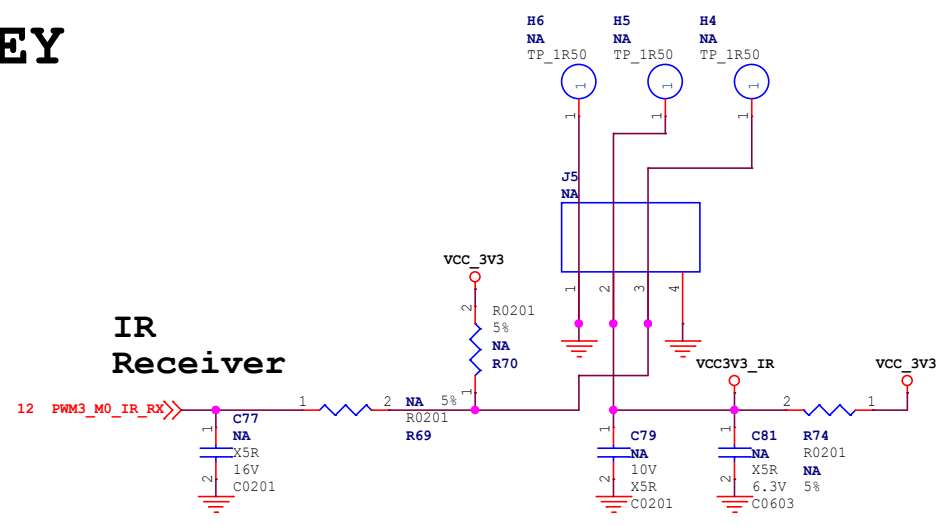 EY
H6
NA
TP_1R50
1
1
H5
NA
TP_1R50
1
1
H4
NA
TP_1R50
1
1
J5
NA
1
2
3
4
VCC_3V3
2
R0201
5%
NA
R70
1
IR
Receiver
12 PWM3_M0_IR_RX
1
2
NA 5%
R0201
R69
1
C77
NA
X5R
16V
C0201
2
1
C79
NA
10V
X5R
C0201
2
VCC3V3_IR
1
C81
NA
X5R
6.3V
C0603
2
2
1
R74
R0201
NA
5%
VCC_3V3